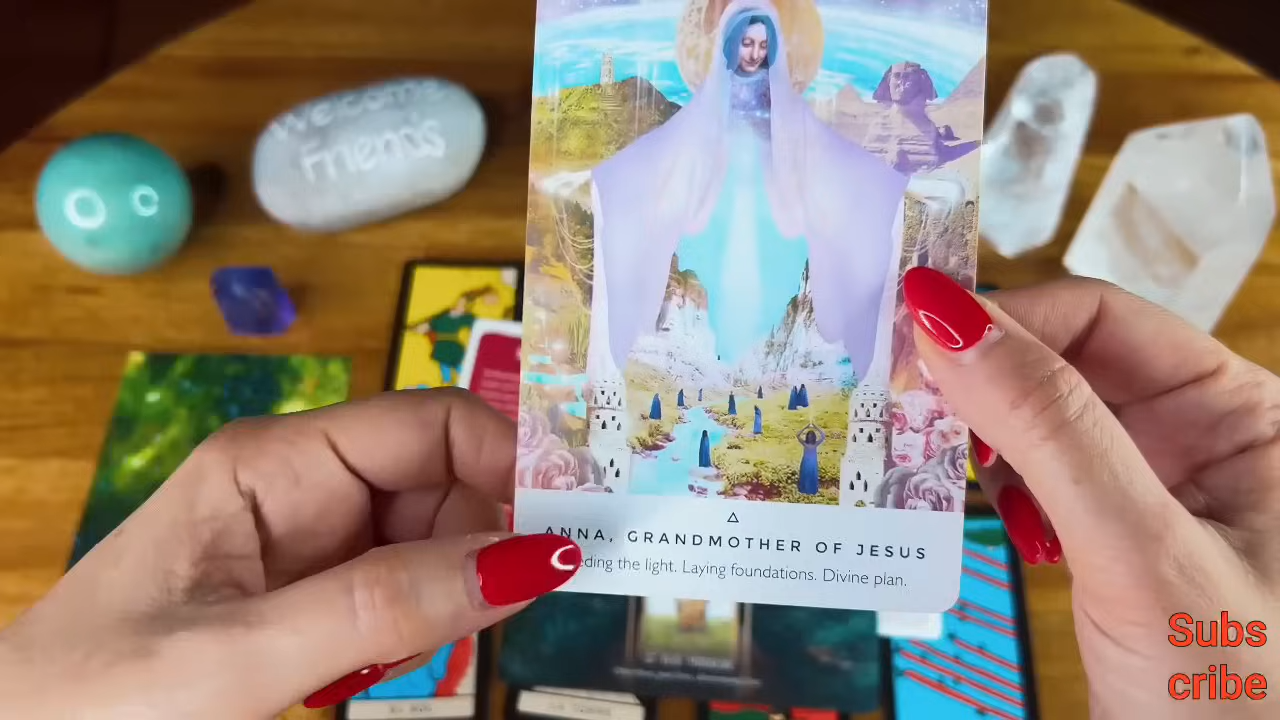 Welcome
Friends
ANNA, GRANDMOTHER OF JESUS
the light. Laying foundations. Divine plan.
Subs
cribe